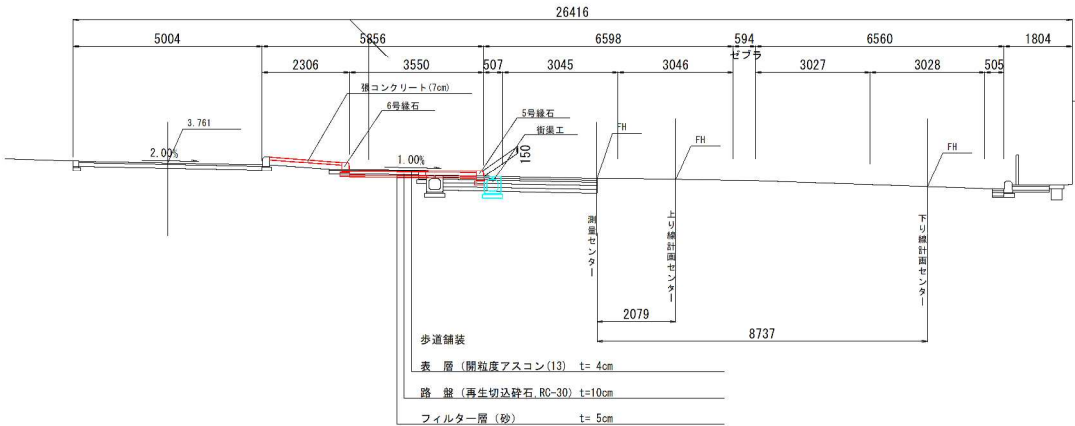 26416
5004
5856
6598
594
6560
1804
ゼブラ
2306
3550
507
3045
3046
3027
3028
505
張コンクリート(7cm)
6号縁石
5号縁石
街渠工
3.761
2.00%
1.00%
150
FH
FH
FH
測量センター
上り線計画センター
下り線計画センター
2079
8737
歩道舗装
表　層 (開粒度アスコン(13) t= 4cm
路　盤 (再生切込砕石,RC-30) t=10cm
フィルター層 (砂) t= 5cm